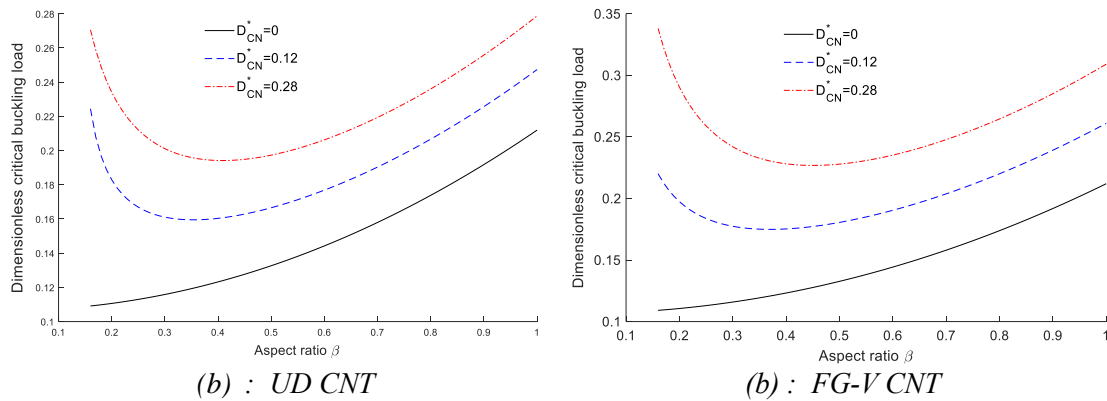 0.28
0.26
0.24
0.22
0.2
0.18
0.16
0.14
0.12
0.1
Dimensionless critical buckling load
D*CN=0
D*CN=0.12
D*CN=0.28
0.1 0.2 0.3 0.4 0.5 0.6 0.7 0.8 0.9 1
Aspect ratio β
(b) : UD CNT
0.35
0.3
0.25
0.2
0.15
0.1
Dimensionless critical buckling load
D*CN=0
D*CN=0.12
D*CN=0.28
0.1 0.2 0.3 0.4 0.5 0.6 0.7 0.8 0.9 1
Aspect ratio β
(b) : FG-V CNT